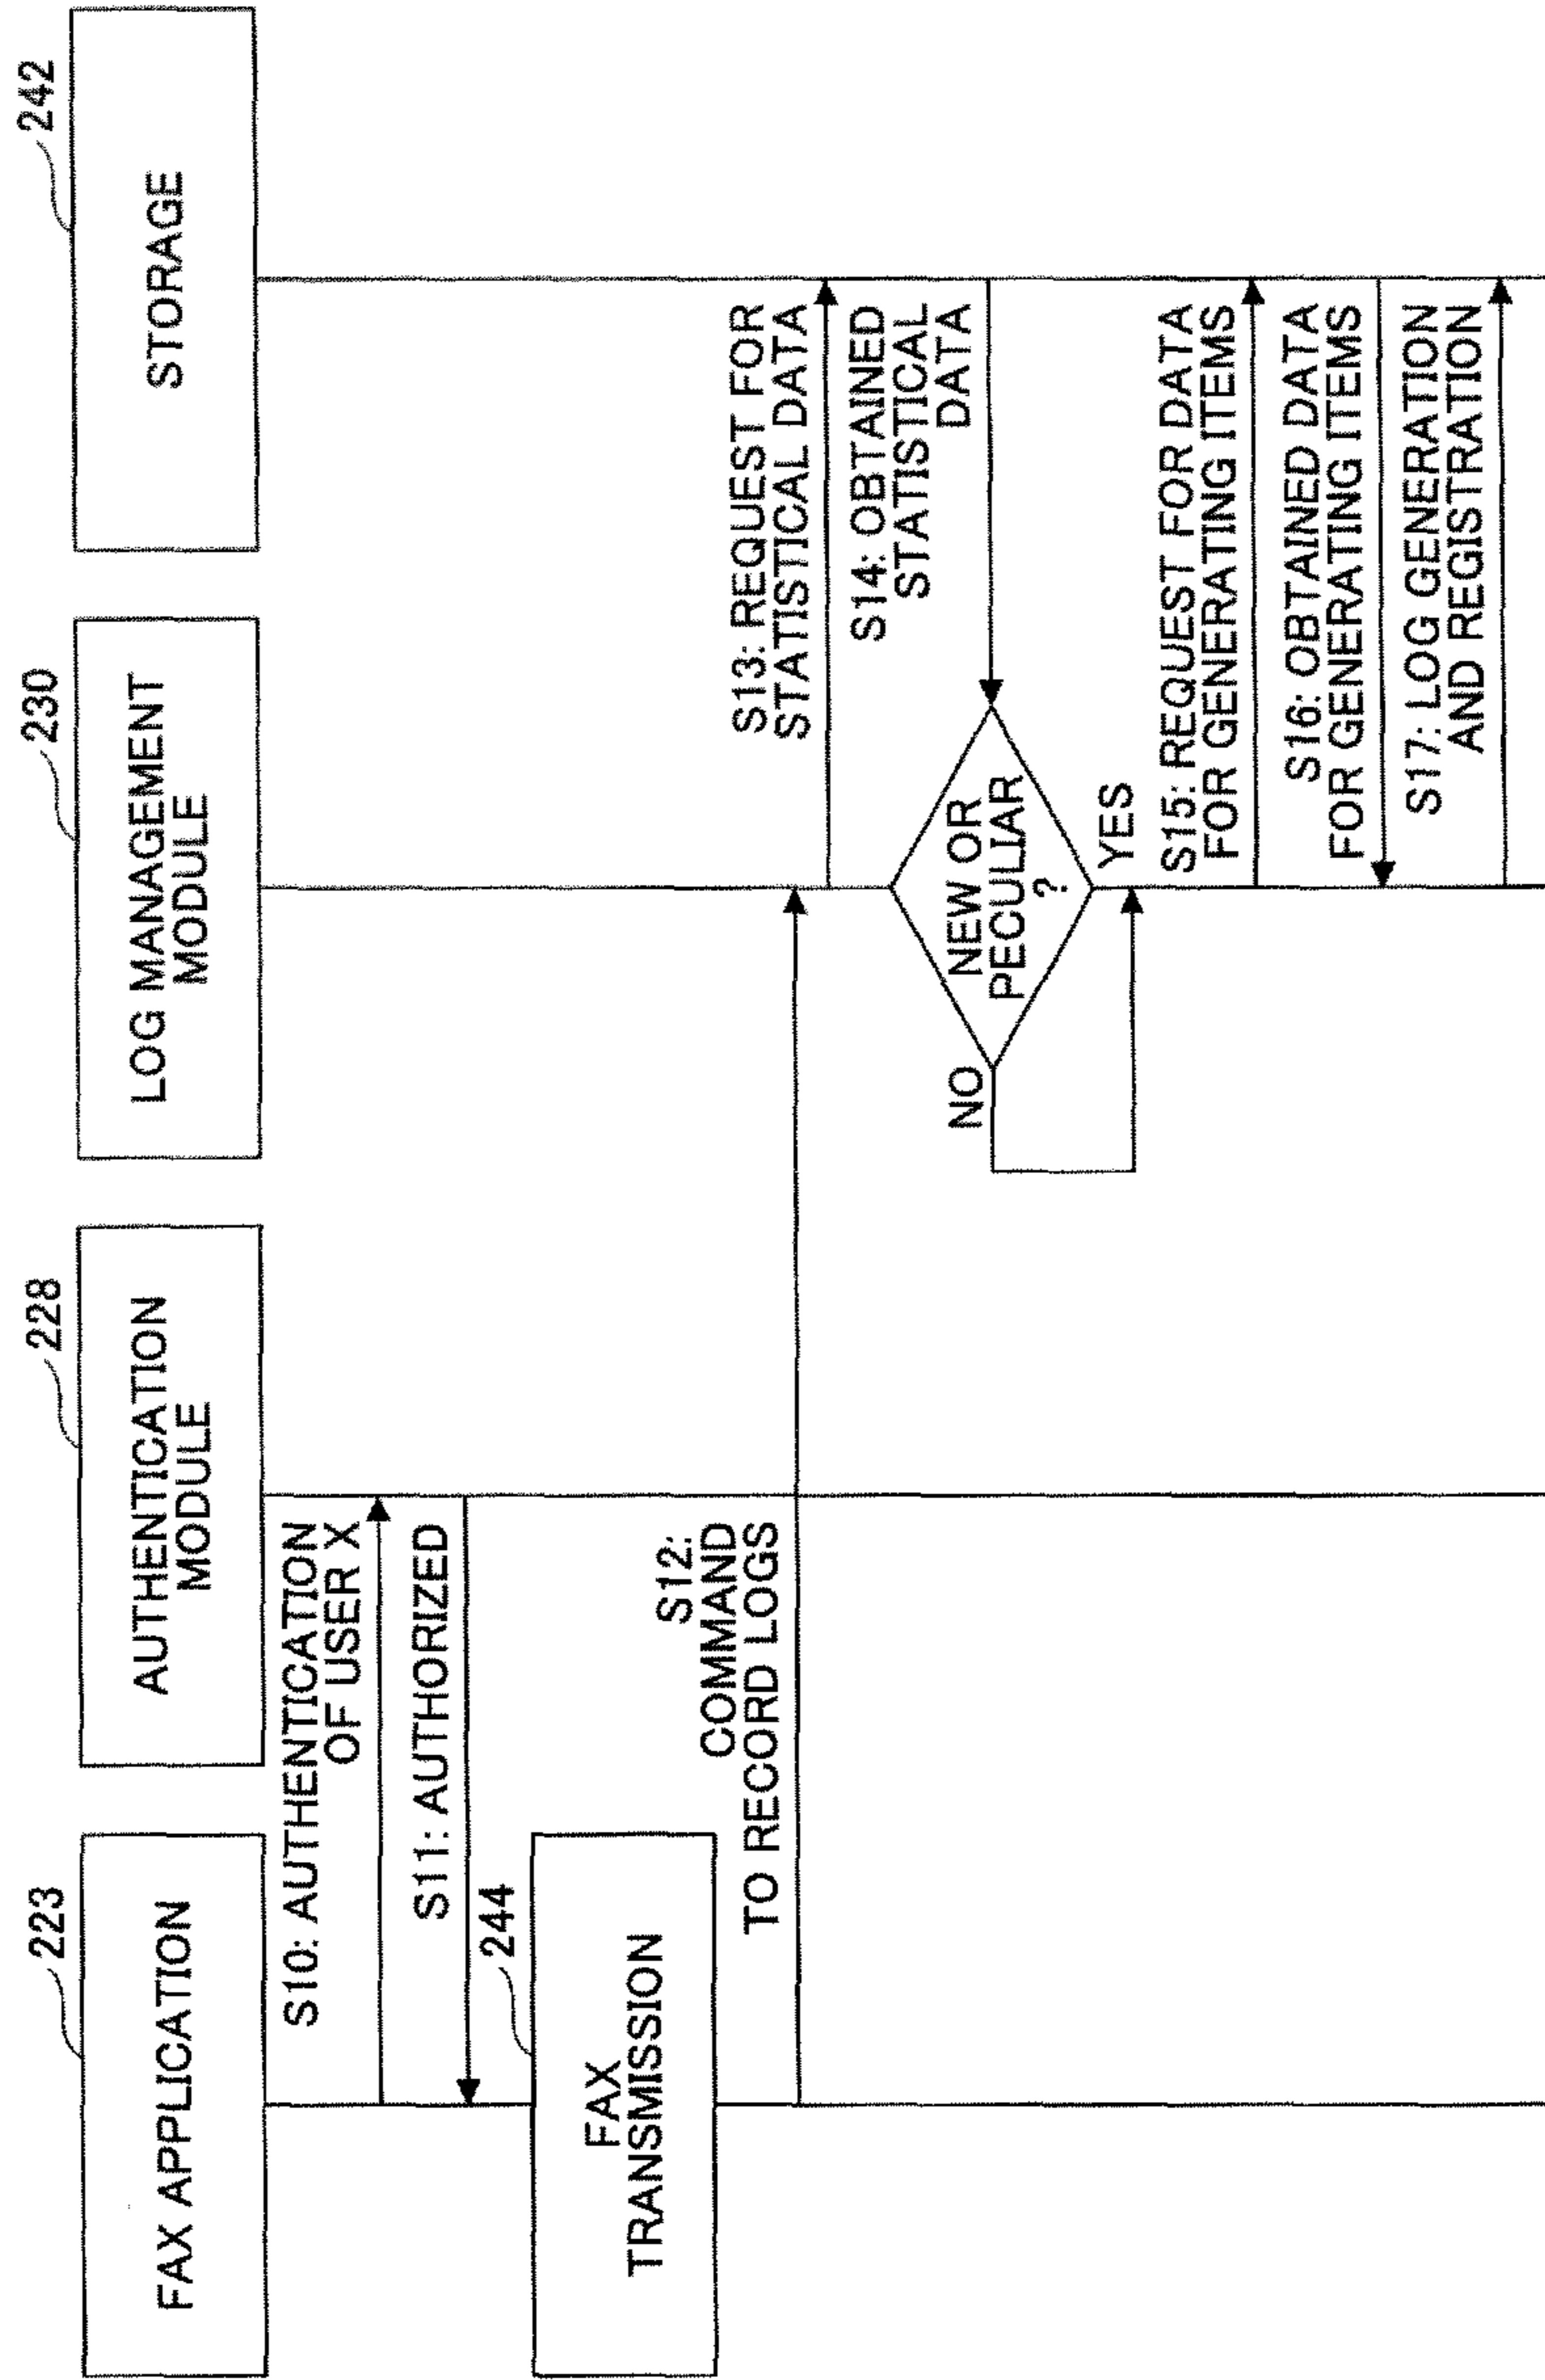 223
FAX APPLICATION
228
AUTHENTICATION
MODULE
230
LOG MANAGEMENT
MODULE
242
STORAGE
S10: AUTHENTICATION
OF USER X
S11: AUTHORIZED
244
FAX
TRANSMISSION
S12:
COMMAND
TO RECORD LOGS
S13: REQUEST FOR
STATISTICAL DATA
S14: OBTAINED
STATISTICAL
DATA
NEW OR
PECULIAR
?
NO
YES
S15: REQUEST FOR DATA
FOR GENERATING ITEMS
S16: OBTAINED DATA
FOR GENERATING ITEMS
S17: LOG GENERATION
AND REGISTRATION